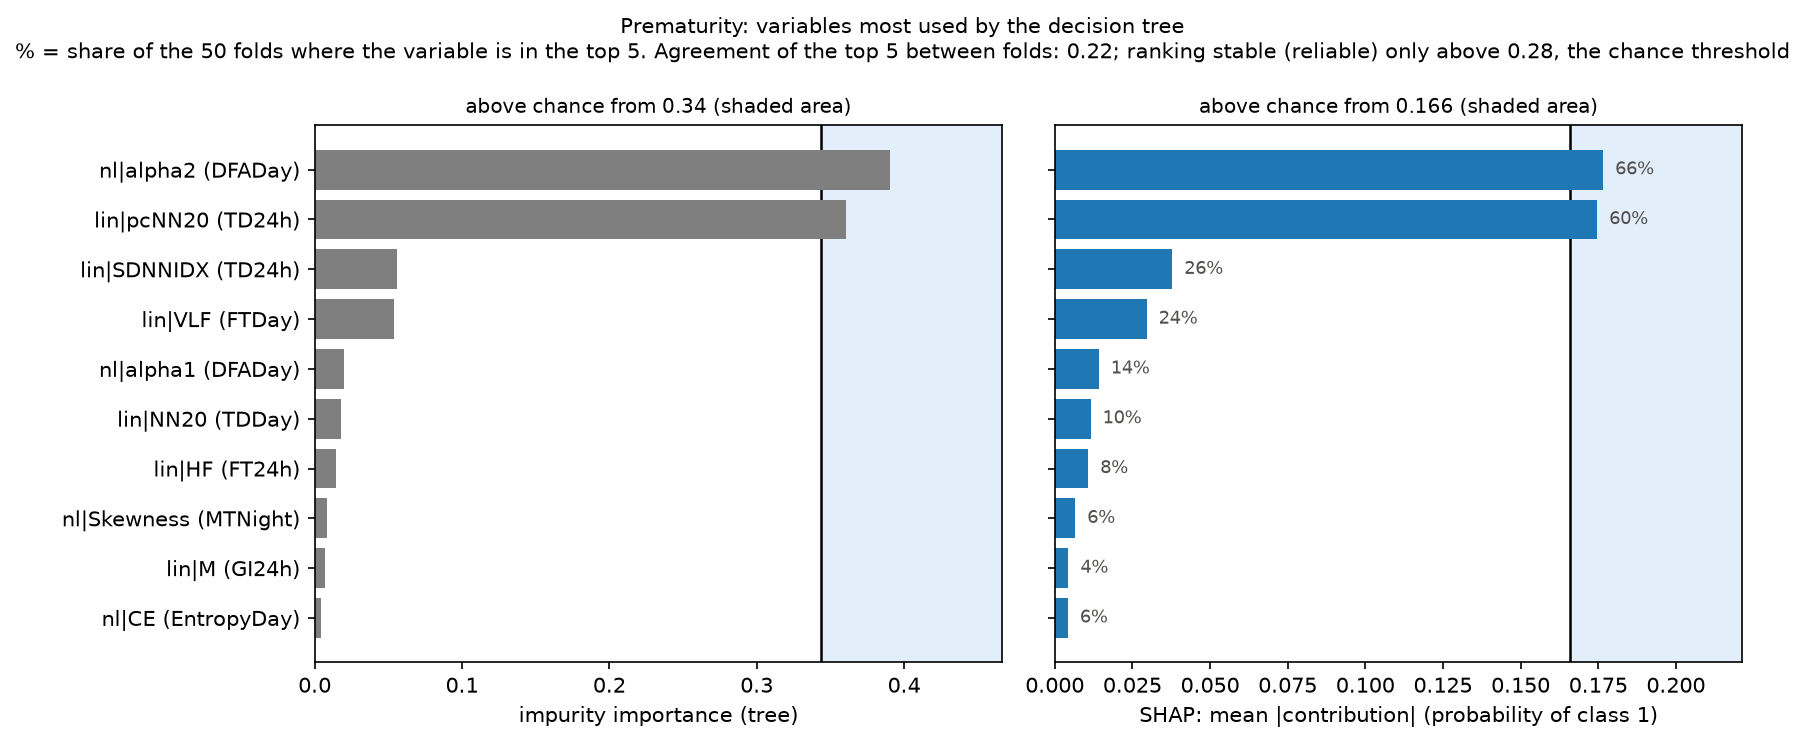 Prematurity: variables most used by the decision tree
% = share of the 50 folds where the variable is in the top 5. Agreement of the top 5 between folds: 0.22; ranking stable (reliable) only above 0.28, the chance threshold
above chance from 0.34 (shaded area)
nl|alpha2 (DFADay)
lin|pcNN20 (TD24h)
lin|SDNNIDX (TD24h)
lin|VLF (FTDay)
nl|alpha1 (DFADay)
lin|NN20 (TDDay)
lin|HF (FT24h)
nl|Skewness (MTNight)
lin|M (GI24h)
nl|CE (EntropyDay)
0.0 0.1 0.2 0.3 0.4
impurity importance (tree)
above chance from 0.166 (shaded area)
66%
60%
26%
24%
14%
10%
8%
6%
4%
6%
0.000 0.025 0.050 0.075 0.100 0.125 0.150 0.175 0.200
SHAP: mean |contribution| (probability of class 1)